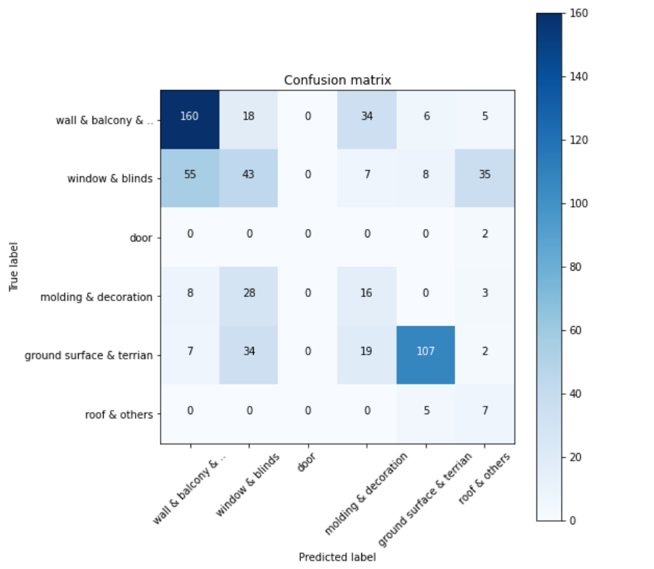 Confusion matrix
160
140
120
100
80
60
40
20
0
True label
wall & balcony & .. 160 18 0 34 6 5
window & blinds 55 43 0 7 8 35
door 0 0 0 0 0 2
molding & decoration 8 28 0 16 0 3
ground surface & terrian 7 34 0 19 107 2
roof & others 0 0 0 0 5 7
wall & balcony & ..
window & blinds
door
molding & decoration
ground surface & terrian
roof & others
Predicted label